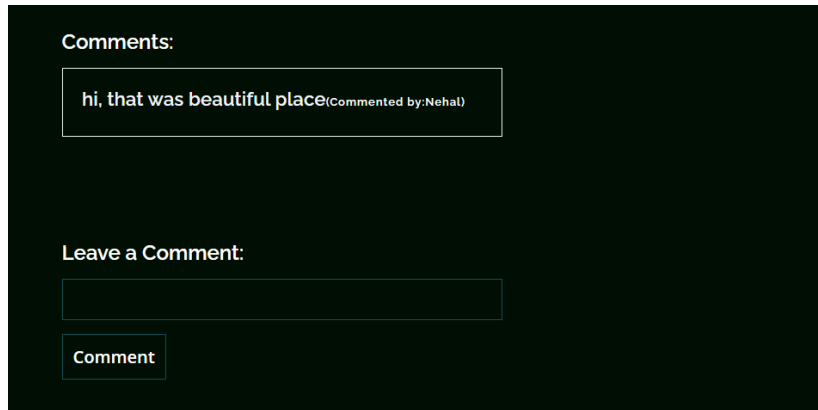 Comments:
hi, that was beautiful place(Commented by:Nehal)
Leave a Comment:
Comment